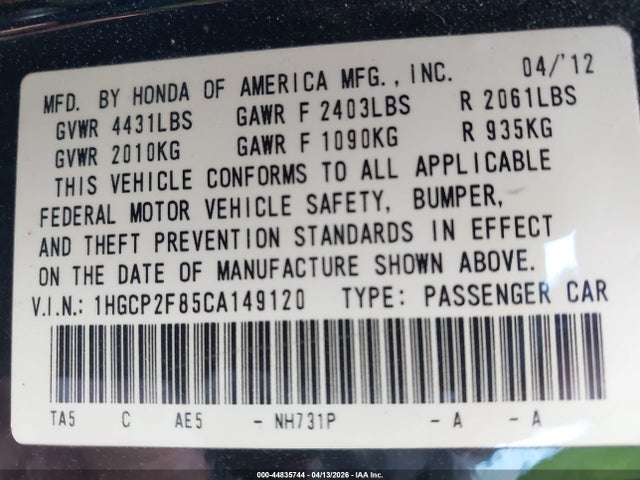 MFD. BY HONDA OF AMERICA MFG., INC. 04/'12
GVWR 4431LBS GAWR F 2403LBS R 2061LBS
GVWR 2010KG GAWR F 1090KG R 935KG
THIS VEHICLE CONFORMS TO ALL APPLICABLE
FEDERAL MOTOR VEHICLE SAFETY, BUMPER,
AND THEFT PREVENTION STANDARDS IN EFFECT
ON THE DATE OF MANUFACTURE SHOWN ABOVE.
V.I.N.: 1HGCP2F85CA149120 TYPE: PASSENGER CAR
TA5 C AE5 - NH731P - A - A
000-44835744 - 04/13/2026 - IAA Inc.